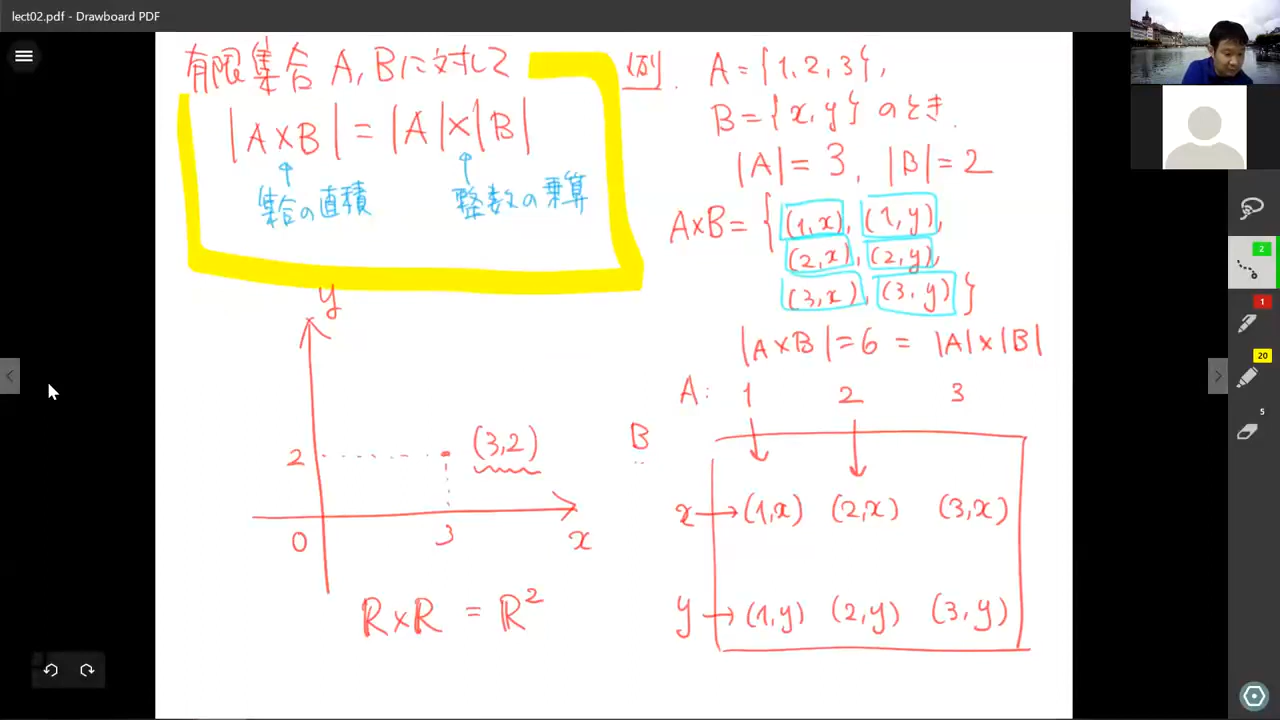 lect02.pdf - Drawboard PDF
有限集合 A, B に対して
|A×B| = |A|×|B|
↑ ↑
集合の直積 整数の乗算
例. A = {1, 2, 3},
B = {x, y} のとき.
|A| = 3, |B| = 2
A×B = { (1, x), (1, y),
(2, x), (2, y),
(3, x), (3, y) }
|A×B| = 6 = |A|×|B|
y
2 (3,2)
0 3 x
R×R = R²
A: 1 2 3
B
x → (1,x) (2,x) (3,x)
y → (1,y) (2,y) (3,y)
2
1
20
5